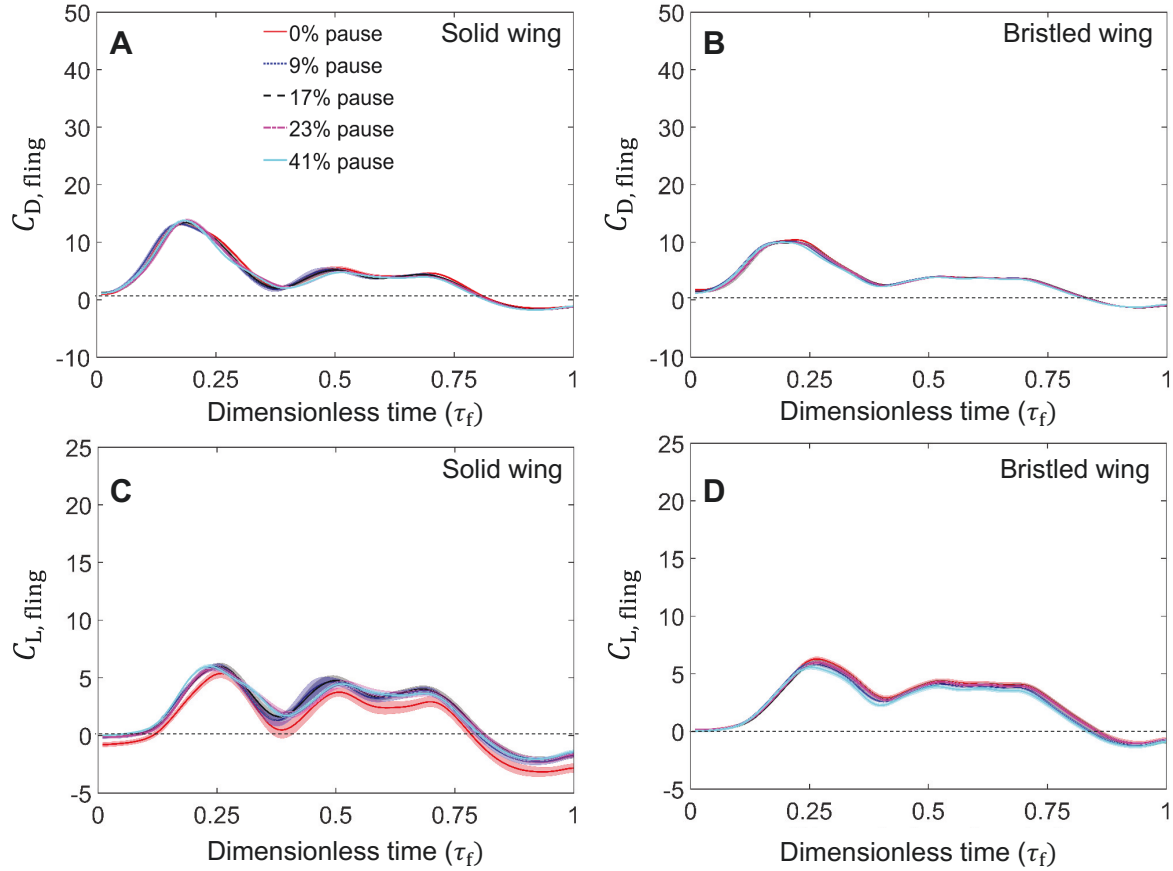 A
Solid wing
0% pause
9% pause
17% pause
23% pause
41% pause
C_D, fling
50
40
30
20
10
0
-10
0 0.25 0.5 0.75 1
Dimensionless time (τ_f)
B
Bristled wing
C_D, fling
50
40
30
20
10
0
-10
0 0.25 0.5 0.75 1
Dimensionless time (τ_f)
C
Solid wing
C_L, fling
25
20
15
10
5
0
-5
0 0.25 0.5 0.75 1
Dimensionless time (τ_f)
D
Bristled wing
C_L, fling
25
20
15
10
5
0
-5
0 0.25 0.5 0.75 1
Dimensionless time (τ_f)